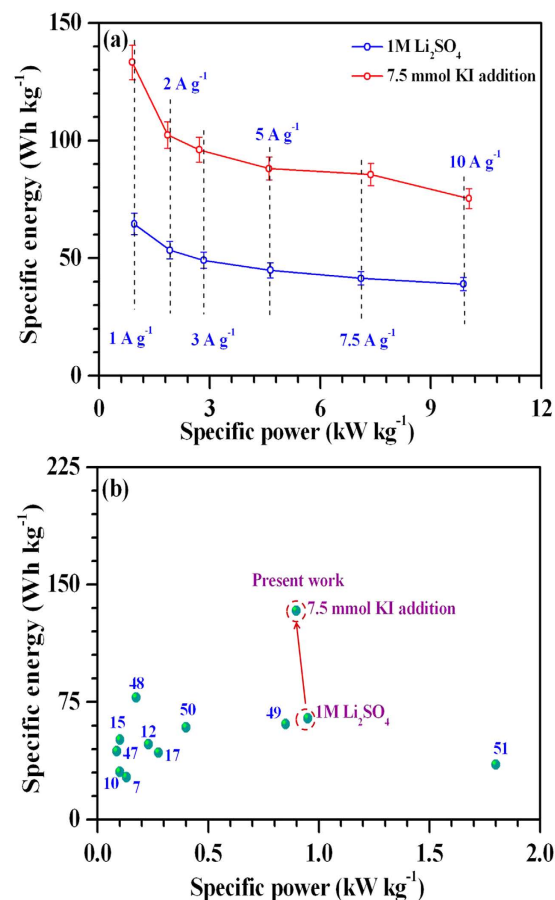 (a)
1M Li₂SO₄
7.5 mmol KI addition
2 A g⁻¹
5 A g⁻¹
10 A g⁻¹
1 A g⁻¹
3 A g⁻¹
7.5 A g⁻¹
150
100
50
0
Specific energy (Wh kg⁻¹)
0 3 6 9 12
Specific power (kW kg⁻¹)
(b)
225
150
75
0
Specific energy (Wh kg⁻¹)
Present work
7.5 mmol KI addition
1M Li₂SO₄
48
50
49
15
12
47
17
10
7
51
0.0 0.5 1.0 1.5 2.0
Specific power (kW kg⁻¹)